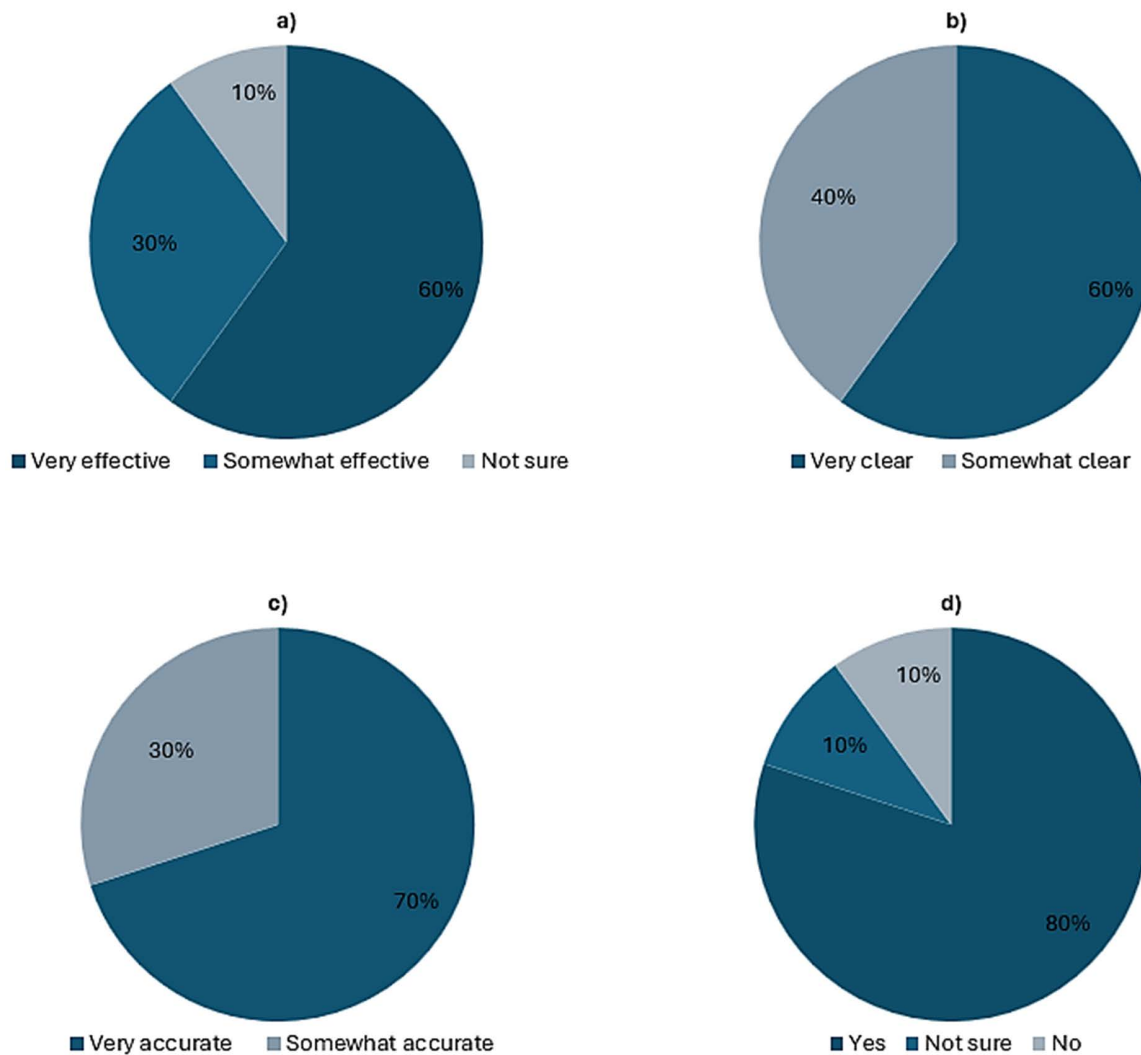 a)
10%
30%
60%
Very effective Somewhat effective Not sure
b)
40%
60%
Very clear Somewhat clear
c)
30%
70%
Very accurate Somewhat accurate
d)
10%
10%
80%
Yes Not sure No